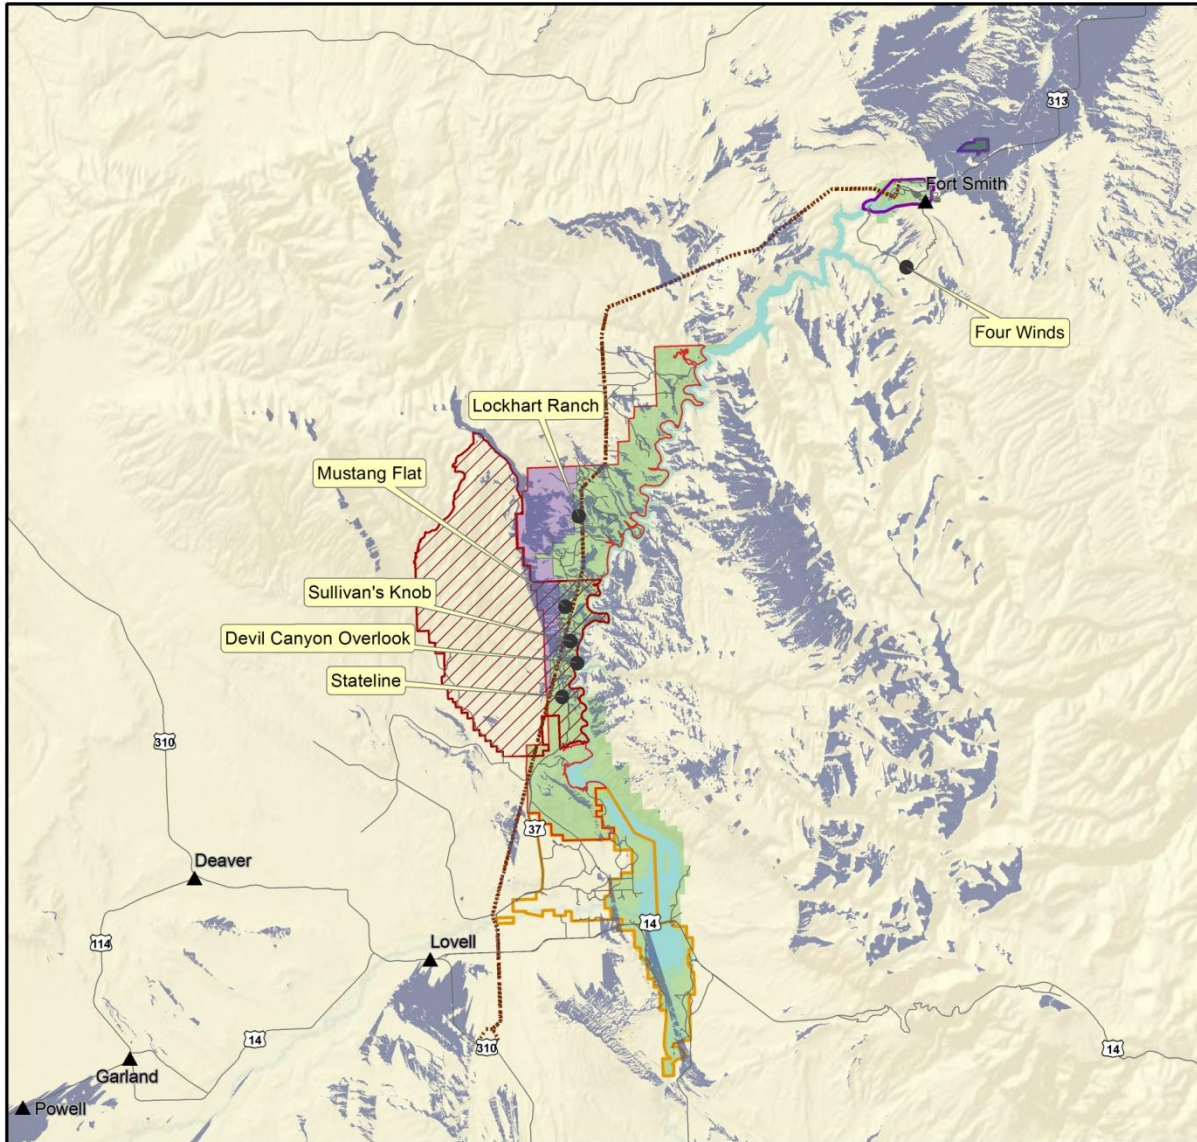 313
Fort Smith
Four Winds
Lockhart Ranch
Mustang Flat
Sullivan's Knob
Devil Canyon Overlook
Stateline
310
37
Deaver
14
114
Lovell
14
310
14
Garland
Powell